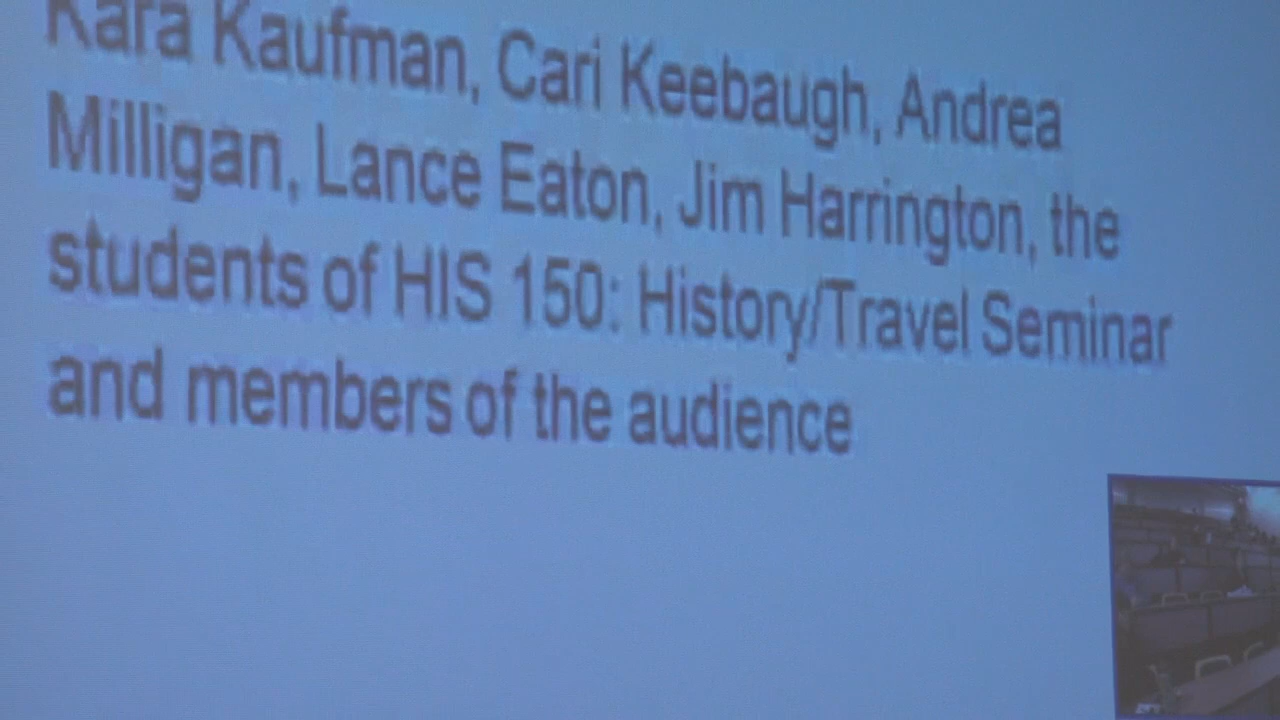 Kara Kaufman, Cari Keebaugh, Andrea
Milligan, Lance Eaton, Jim Harrington, the
students of HIS 150: History/Travel Seminar
and members of the audience